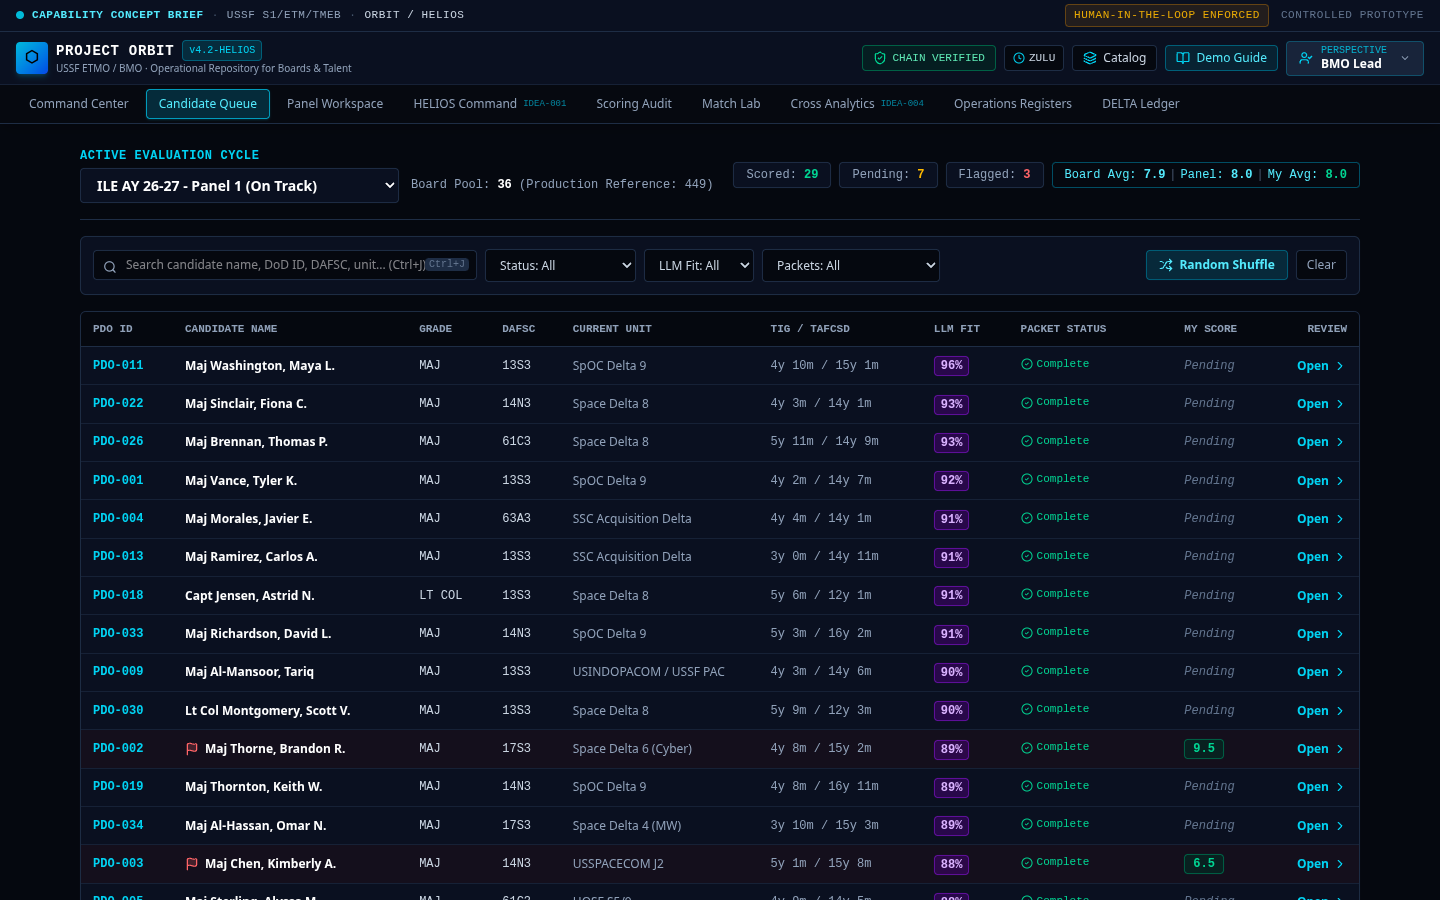 CAPABILITY CONCEPT BRIEF · USSF S1/ETM/TMEB · ORBIT / HELIOS
HUMAN-IN-THE-LOOP ENFORCED CONTROLLED PROTOTYPE
PROJECT ORBIT v4.2-HELIOS
USSF ETMO / BMO · Operational Repository for Boards & Talent
CHAIN VERIFIED ZULU Catalog Demo Guide PERSPECTIVE BMO Lead
Command Center Candidate Queue Panel Workspace HELIOS Command IDEA-001 Scoring Audit Match Lab Cross Analytics IDEA-004 Operations Registers DELTA Ledger
ACTIVE EVALUATION CYCLE
ILE AY 26-27 - Panel 1 (On Track) Board Pool: 36 (Production Reference: 449) Scored: 29 Pending: 7 Flagged: 3 Board Avg: 7.9 | Panel: 8.0 | My Avg: 8.0
Search candidate name, DoD ID, DAFSC, unit... (Ctrl+J) Ctrl+J Status: All LLM Fit: All Packets: All Random Shuffle Clear
PDO ID CANDIDATE NAME GRADE DAFSC CURRENT UNIT TIG / TAFCSD LLM FIT PACKET STATUS MY SCORE REVIEW
PDO-011 Maj Washington, Maya L. MAJ 13S3 SpOC Delta 9 4y 10m / 15y 1m 96% Complete Pending Open
PDO-022 Maj Sinclair, Fiona C. MAJ 14N3 Space Delta 8 4y 3m / 14y 1m 93% Complete Pending Open
PDO-026 Maj Brennan, Thomas P. MAJ 61C3 Space Delta 8 5y 11m / 14y 9m 93% Complete Pending Open
PDO-001 Maj Vance, Tyler K. MAJ 13S3 SpOC Delta 9 4y 2m / 14y 7m 92% Complete Pending Open
PDO-004 Maj Morales, Javier E. MAJ 63A3 SSC Acquisition Delta 4y 4m / 14y 1m 91% Complete Pending Open
PDO-013 Maj Ramirez, Carlos A. MAJ 13S3 SSC Acquisition Delta 3y 0m / 14y 11m 91% Complete Pending Open
PDO-018 Capt Jensen, Astrid N. LT COL 13S3 Space Delta 8 5y 6m / 12y 1m 91% Complete Pending Open
PDO-033 Maj Richardson, David L. MAJ 14N3 SpOC Delta 9 5y 3m / 16y 2m 91% Complete Pending Open
PDO-009 Maj Al-Mansoor, Tariq MAJ 13S3 USINDOPACOM / USSF PAC 4y 3m / 14y 6m 90% Complete Pending Open
PDO-030 Lt Col Montgomery, Scott V. MAJ 13S3 Space Delta 8 5y 9m / 12y 3m 90% Complete Pending Open
PDO-002 Maj Thorne, Brandon R. MAJ 17S3 Space Delta 6 (Cyber) 4y 8m / 15y 2m 89% Complete 9.5 Open
PDO-019 Maj Thornton, Keith W. MAJ 14N3 SpOC Delta 9 4y 8m / 16y 11m 89% Complete Pending Open
PDO-034 Maj Al-Hassan, Omar N. MAJ 17S3 Space Delta 4 (MW) 3y 10m / 15y 3m 89% Complete Pending Open
PDO-003 Maj Chen, Kimberly A. MAJ 14N3 USSPACECOM J2 5y 1m / 15y 8m 88% Complete 6.5 Open